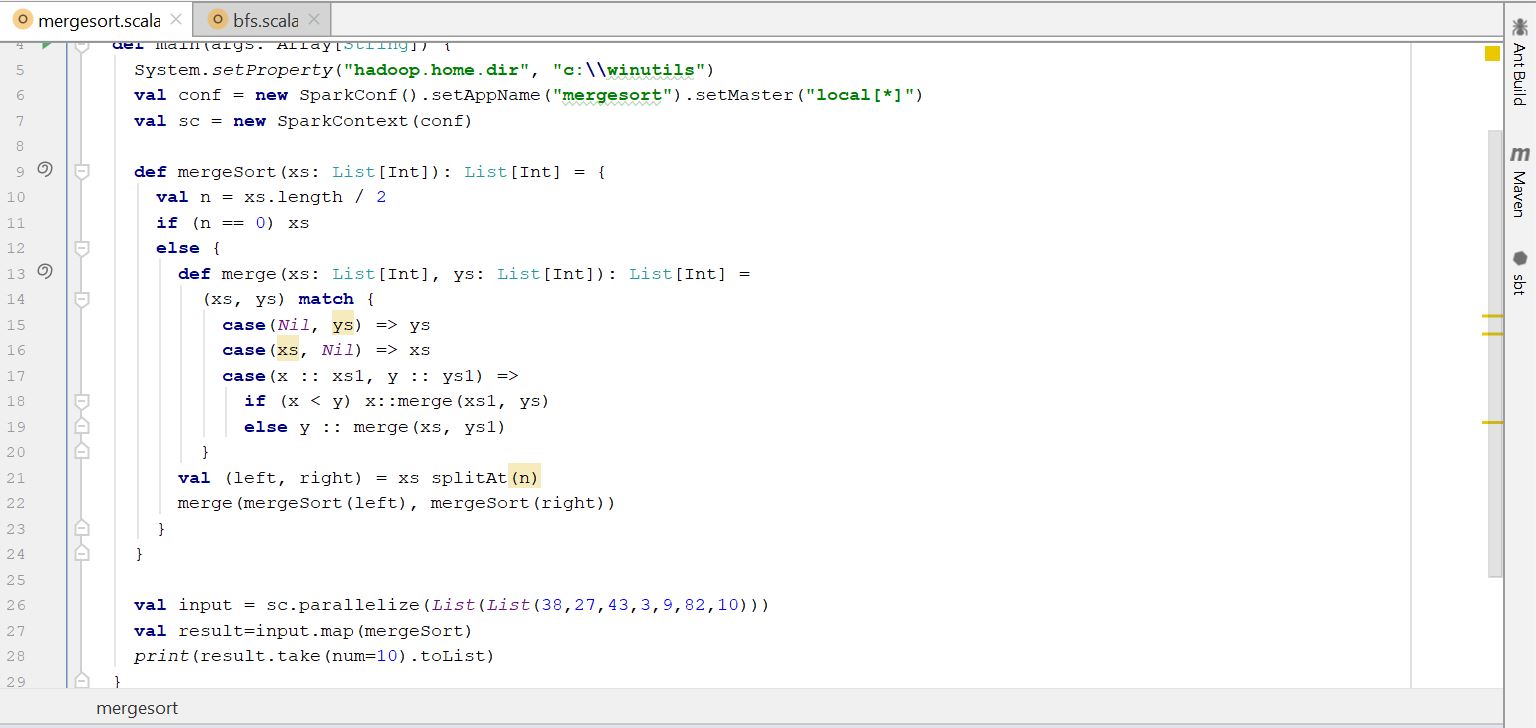 mergesort.scala
bfs.scala
4 def main(args: Array[String]) {
5 System.setProperty("hadoop.home.dir", "c:\\winutils")
6 val conf = new SparkConf().setAppName("mergesort").setMaster("local[*]")
7 val sc = new SparkContext(conf)
8
9 def mergeSort(xs: List[Int]): List[Int] = {
10 val n = xs.length / 2
11 if (n == 0) xs
12 else {
13 def merge(xs: List[Int], ys: List[Int]): List[Int] =
14 (xs, ys) match {
15 case(Nil, ys) => ys
16 case(xs, Nil) => xs
17 case(x :: xs1, y :: ys1) =>
18 if (x < y) x::merge(xs1, ys)
19 else y :: merge(xs, ys1)
20 }
21 val (left, right) = xs splitAt(n)
22 merge(mergeSort(left), mergeSort(right))
23 }
24 }
25
26 val input = sc.parallelize(List(List(38,27,43,3,9,82,10)))
27 val result=input.map(mergeSort)
28 print(result.take(num=10).toList)
29 }
mergesort
Ant Build
Maven
sbt